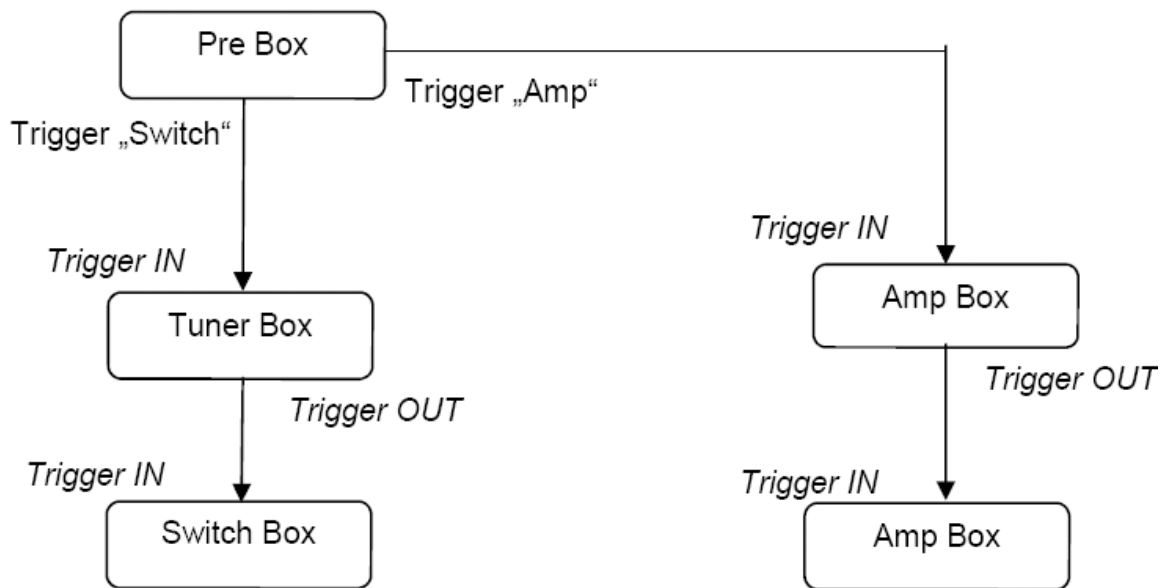 Pre Box
Trigger „Amp“
Trigger „Switch“
Trigger IN
Trigger IN
Tuner Box
Amp Box
Trigger OUT
Trigger OUT
Trigger IN
Trigger IN
Switch Box
Amp Box